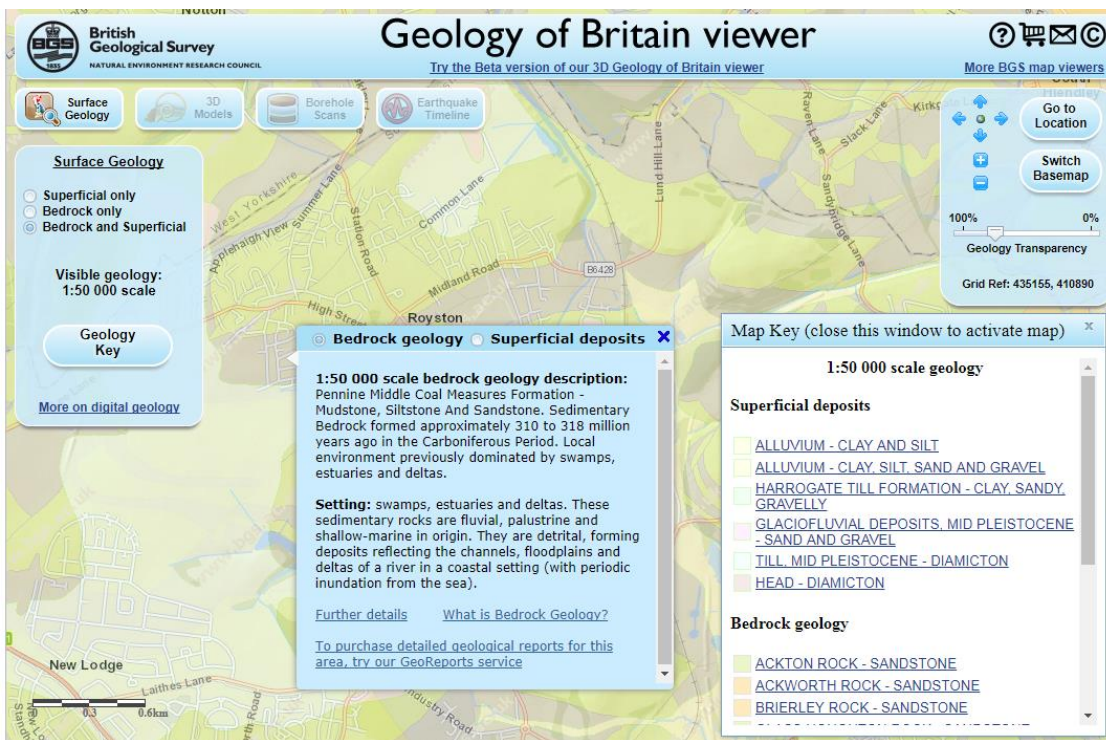 Notton
British
Geological Survey
NATURAL ENVIRONMENT RESEARCH COUNCIL
BGS
1835
Geology of Britain viewer
Try the Beta version of our 3D Geology of Britain viewer
More BGS map viewers
Surface
Geology
3D
Models
Borehole
Scans
Earthquake
Timeline
Hiendley
Go to
Location
Switch
Basemap
100%
0%
Geology Transparency
Grid Ref: 435155, 410890
Surface Geology
Superficial only
Bedrock only
Bedrock and Superficial
Visible geology:
1:50 000 scale
Geology
Key
More on digital geology
West Yorkshire
Summer Lane
Applehaigh View
Station Road
Common Lane
Midland Road
High Street
Lund Hill Lane
Raven Lane
Slack Lane
Sandybridge Lane
B6428
Royston
Bedrock geology
Superficial deposits
1:50 000 scale bedrock geology description:
Pennine Middle Coal Measures Formation -
Mudstone, Siltstone And Sandstone. Sedimentary
Bedrock formed approximately 310 to 318 million
years ago in the Carboniferous Period. Local
environment previously dominated by swamps,
estuaries and deltas.
Setting: swamps, estuaries and deltas. These
sedimentary rocks are fluvial, palustrine and
shallow-marine in origin. They are detrital, forming
deposits reflecting the channels, floodplains and
deltas of a river in a coastal setting (with periodic
inundation from the sea).
Further details
What is Bedrock Geology?
To purchase detailed geological reports for this
area, try our GeoReports service
Map Key (close this window to activate map)
x
1:50 000 scale geology
Superficial deposits
ALLUVIUM - CLAY AND SILT
ALLUVIUM - CLAY, SILT, SAND AND GRAVEL
HARROGATE TILL FORMATION - CLAY, SANDY,
GRAVELLY
GLACIOFLUVIAL DEPOSITS, MID PLEISTOCENE
- SAND AND GRAVEL
TILL, MID PLEISTOCENE - DIAMICTON
HEAD - DIAMICTON
Bedrock geology
ACKTON ROCK - SANDSTONE
ACKWORTH ROCK - SANDSTONE
BRIERLEY ROCK - SANDSTONE
New Lodge
Laithes Lane
0
0.3
0.6km
Industry Road